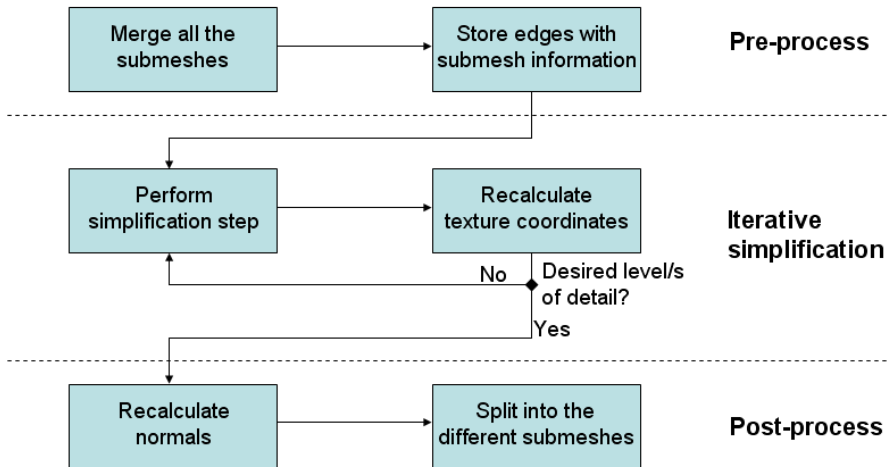 Merge all the
submeshes
Store edges with
submesh information
Pre-process
Perform
simplification step
Recalculate
texture coordinates
Iterative
simplification
No
Desired level/s
of detail?
Yes
Recalculate
normals
Split into the
different submeshes
Post-process